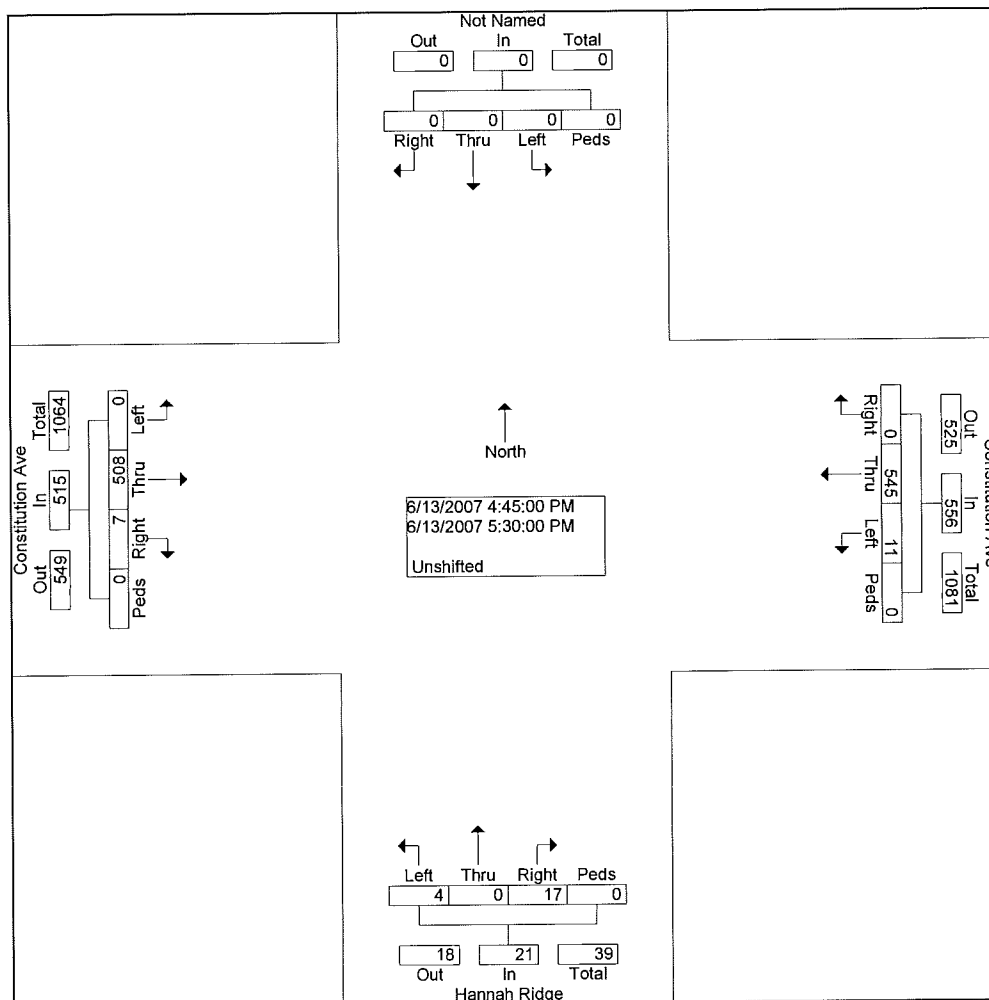 Not Named
Out In Total
0 0 0
0 0 0 0
Right Thru Left Peds
Constitution Ave
Total In Out
1064 515 549
0 508 7 0
Left Thru Right Peds
North
6/13/2007 4:45:00 PM
6/13/2007 5:30:00 PM
Unshifted
Right Thru Left Peds
0 545 11 0
525 556 1081
Out In Total
Constitution Ave
Left Thru Right Peds
4 0 17 0
18 21 39
Out In Total
Hannah Ridge